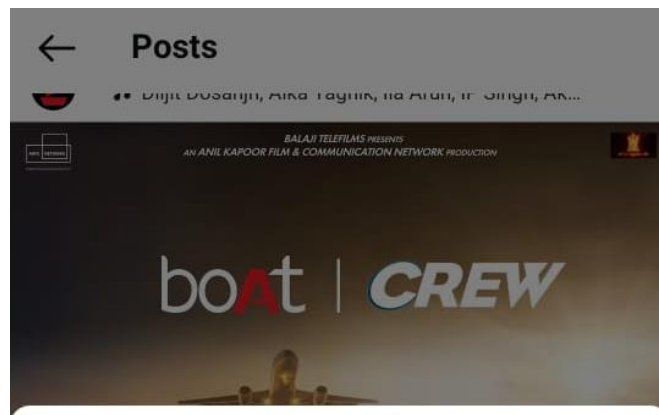 Posts
Diljit Dosanjh, Alka Yagnik, Ila Arun, IP Singh, Ak...
BALAJI TELEFILMS PRESENTS
AN ANIL KAPOOR FILM & COMMUNICATION NETWORK PRODUCTION
boAt | CREW